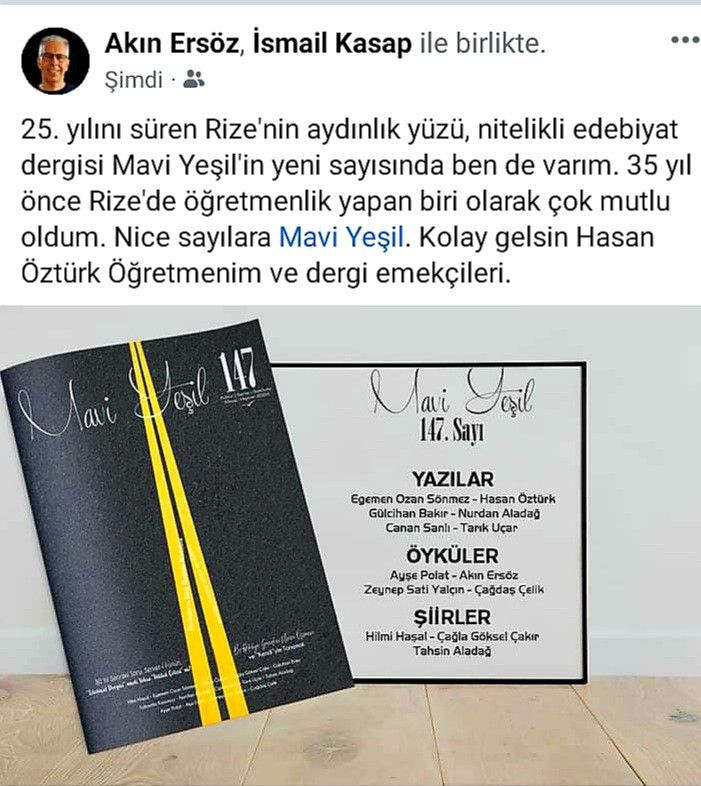 Akın Ersöz, İsmail Kasap ile birlikte.
Şimdi ·
25. yılını süren Rize'nin aydınlık yüzü, nitelikli edebiyat
dergisi Mavi Yeşil'in yeni sayısında ben de varım. 35 yıl
önce Rize'de öğretmenlik yapan biri olarak çok mutlu
oldum. Nice sayılara Mavi Yeşil. Kolay gelsin Hasan
Öztürk Öğretmenim ve dergi emekçileri.
Mavi Yeşil 147
Mavi Yeşil
147. Sayı
YAZILAR
Egemen Ozan Sönmez - Hasan Öztürk
Gülcihan Bakır - Nurdan Aladağ
Canan Sanlı - Tarık Uçar
ÖYKÜLER
Ayşe Polat - Akın Ersöz
Zeynep Sati Yalçın - Çağdaş Çelik
ŞİİRLER
Hilmi Haşal - Çağla Göksel Çakır
Tahsin Aladağ